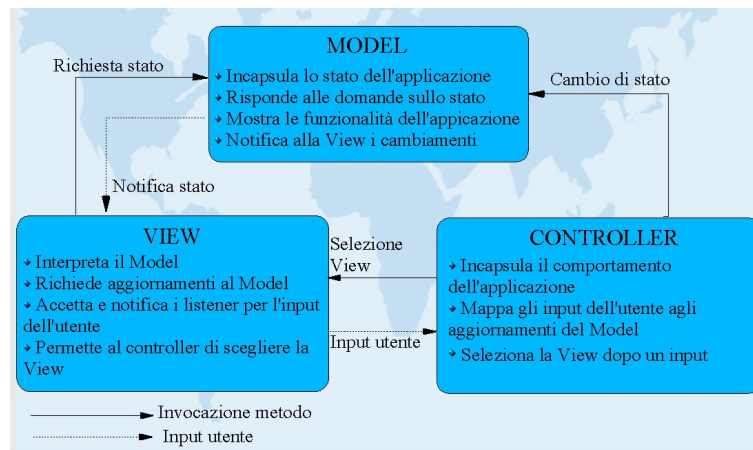 MODEL
Incapsula lo stato dell'applicazione
Risponde alle domande sullo stato
Mostra le funzionalità dell'appicazione
Notifica alla View i cambiamenti
Richiesta stato
Cambio di stato
Notifica stato
VIEW
Interpreta il Model
Richiede aggiornamenti al Model
Accetta e notifica i listener per l'input
dell'utente
Permette al controller di scegliere la
View
Selezione
View
Input utente
CONTROLLER
Incapsula il comportamento
dell'applicazione
Mappa gli input dell'utente agli
aggiornamenti del Model
Seleziona la View dopo un input
Invocazione metodo
Input utente